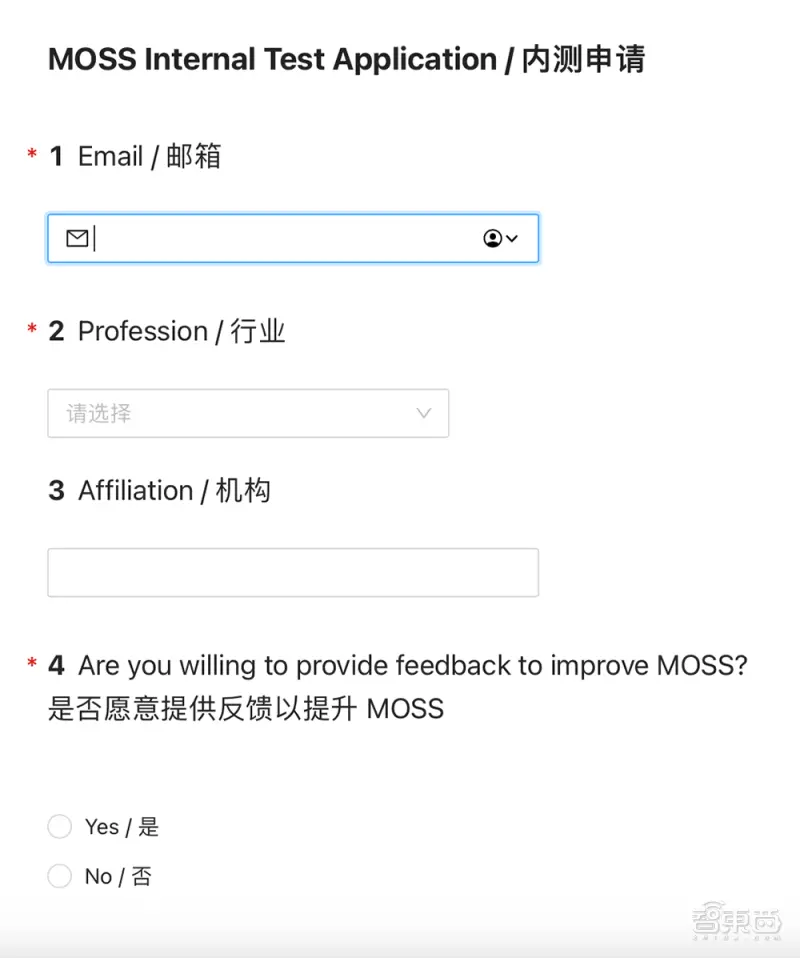 MOSS Internal Test Application / 内测申请
* 1 Email / 邮箱
* 2 Profession / 行业
请选择
3 Affiliation / 机构
* 4 Are you willing to provide feedback to improve MOSS?
是否愿意提供反馈以提升 MOSS
Yes / 是
No / 否
智東西